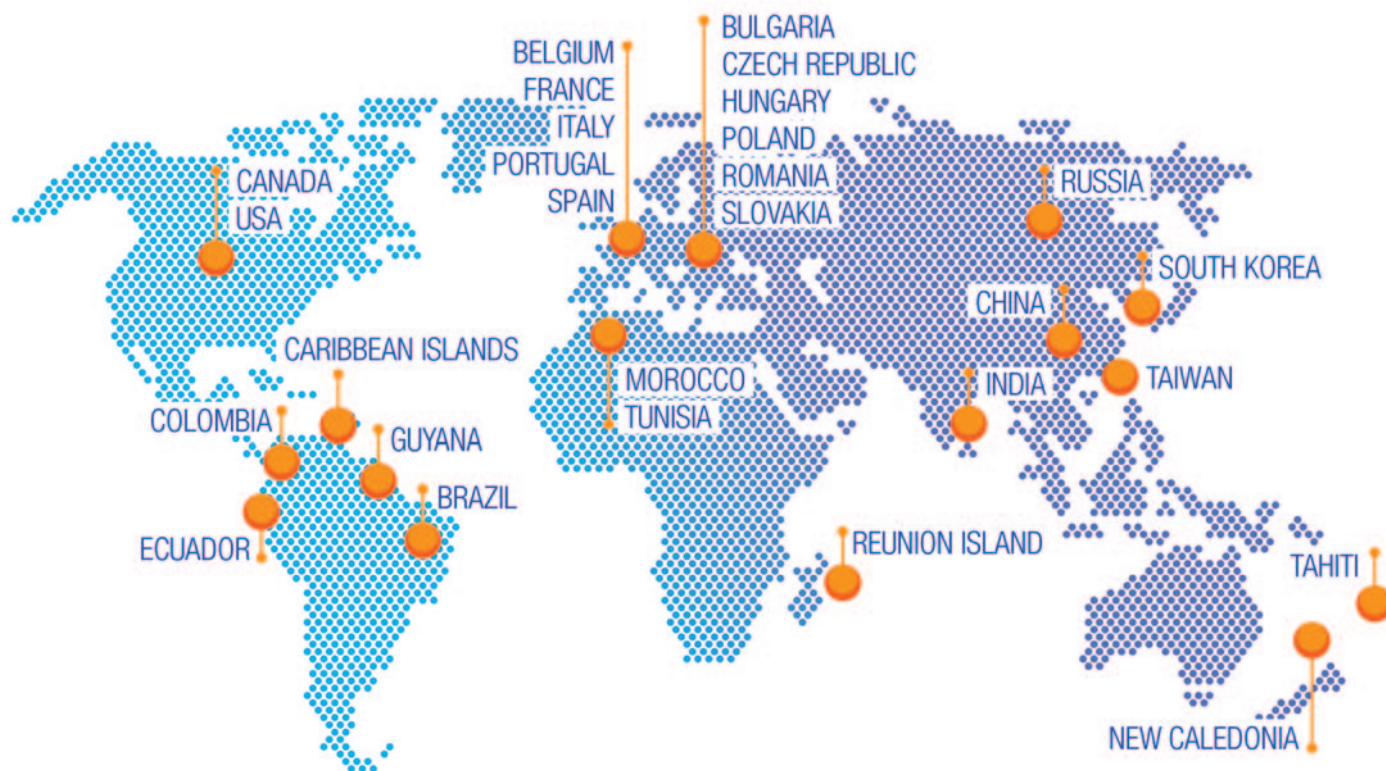 BELGIUM
FRANCE
ITALY
PORTUGAL
SPAIN
BULGARIA
CZECH REPUBLIC
HUNGARY
POLAND
ROMANIA
SLOVAKIA
CANADA
USA
RUSSIA
SOUTH KOREA
CHINA
CARIBBEAN ISLANDS
MOROCCO
TUNISIA
INDIA
TAIWAN
COLOMBIA
GUYANA
BRAZIL
ECUADOR
REUNION ISLAND
TAHITI
NEW CALEDONIA